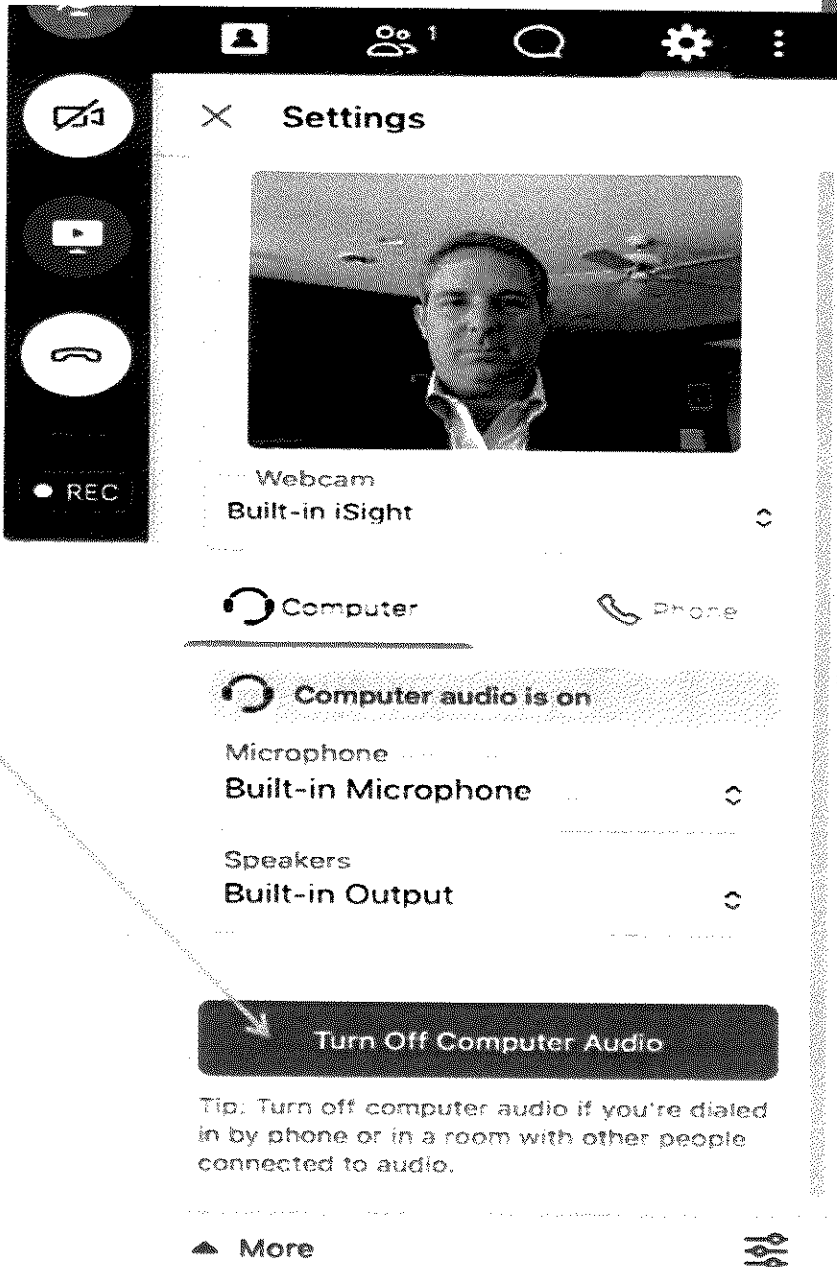 1
Settings
Webcam
Built-in iSight
REC
Computer
Phone
Computer audio is on
Microphone
Built-in Microphone
Speakers
Built-in Output
Turn Off Computer Audio
Tip: Turn off computer audio if you're dialed
in by phone or in a room with other people
connected to audio.
More